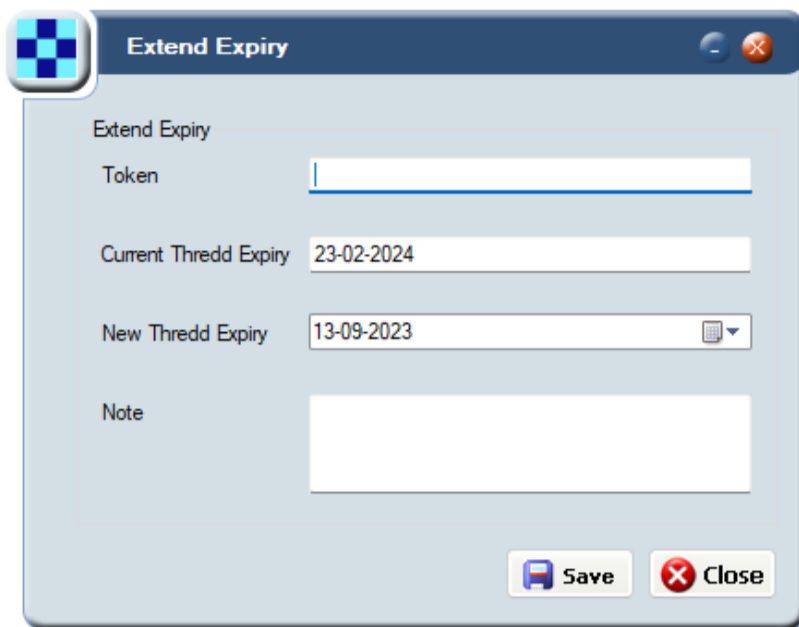 Extend Expiry
Extend Expiry
Token
Current Thredd Expiry 23-02-2024
New Thredd Expiry 13-09-2023
Note
Save Close